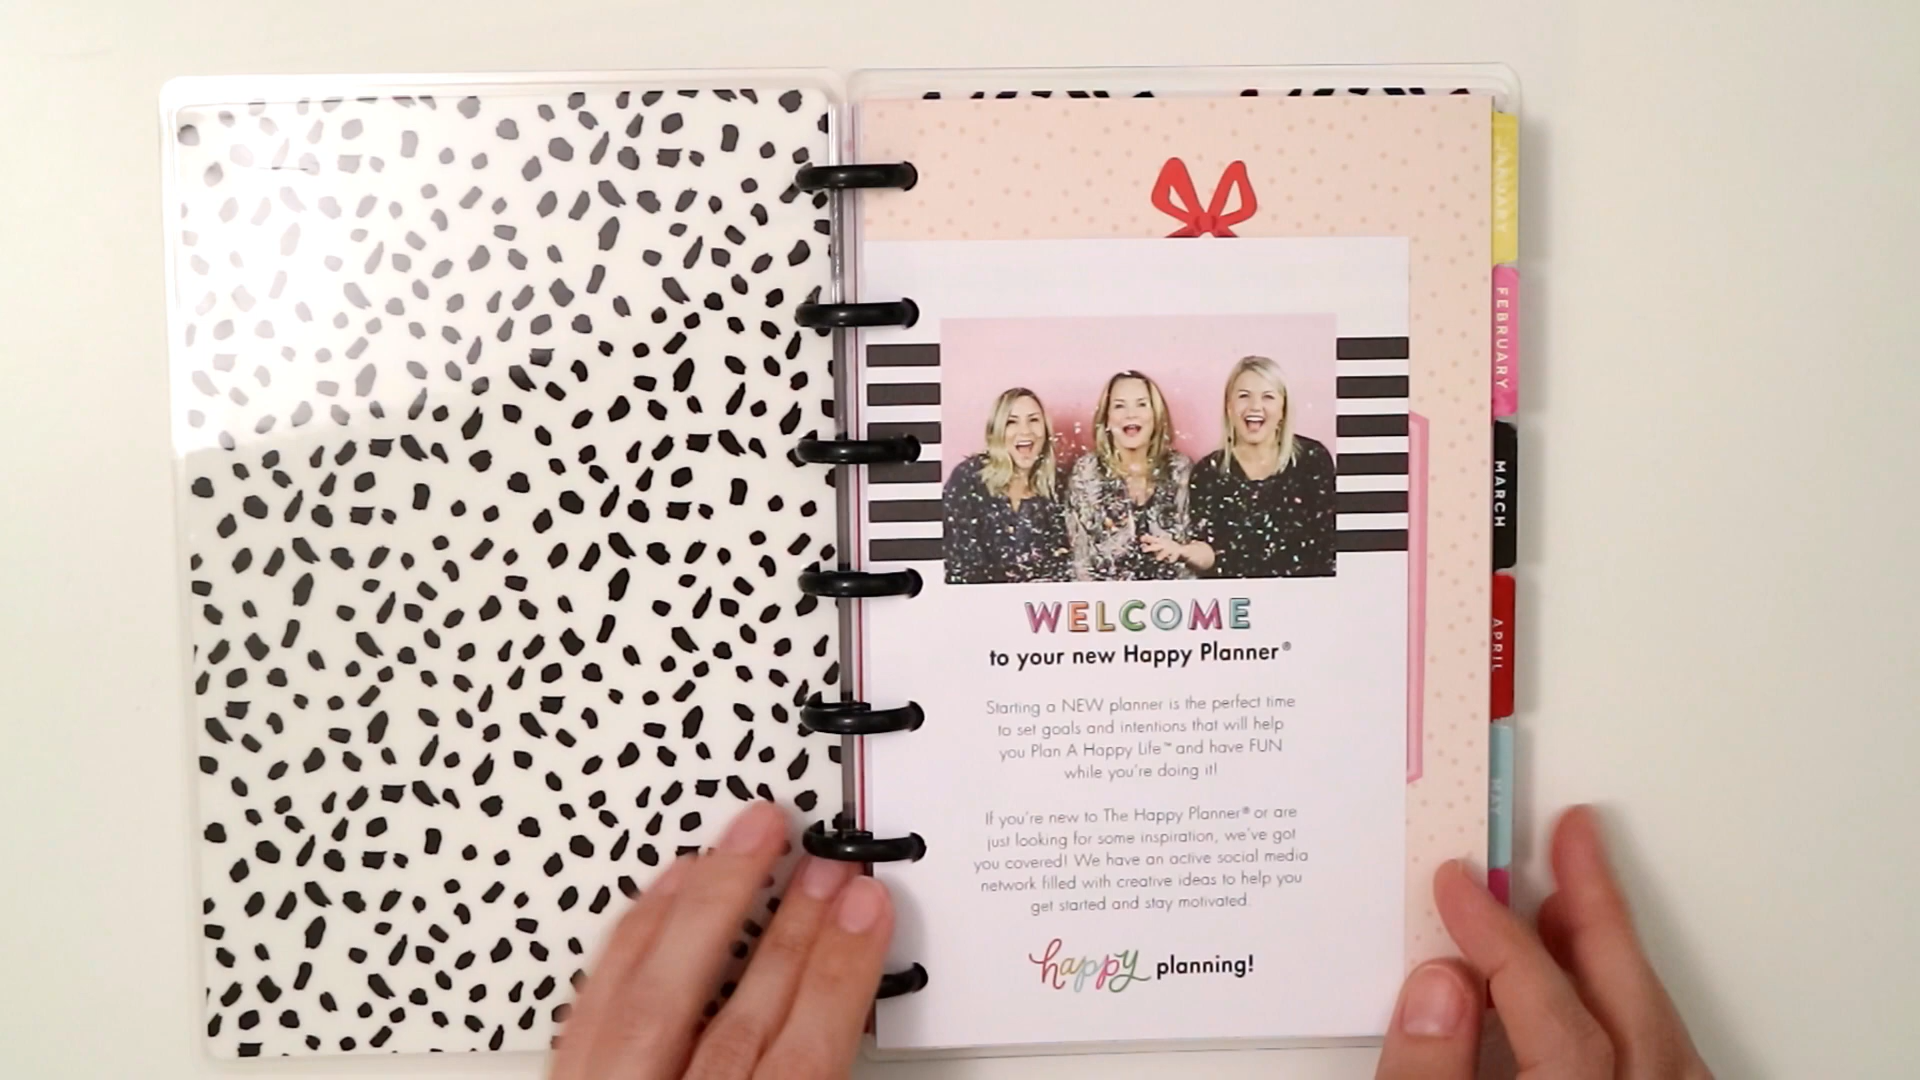 WELCOME
to your new Happy Planner®
Starting a NEW planner is the perfect time
to set goals and intentions that will help
you Plan A Happy Life™ and have FUN
while you're doing it!
If you're new to The Happy Planner® or are
just looking for some inspiration, we've got
you covered! We have an active social media
network filled with creative ideas to help you
get started and stay motivated.
happy planning!
JANUARY
FEBRUARY
MARCH
APRIL
MAY